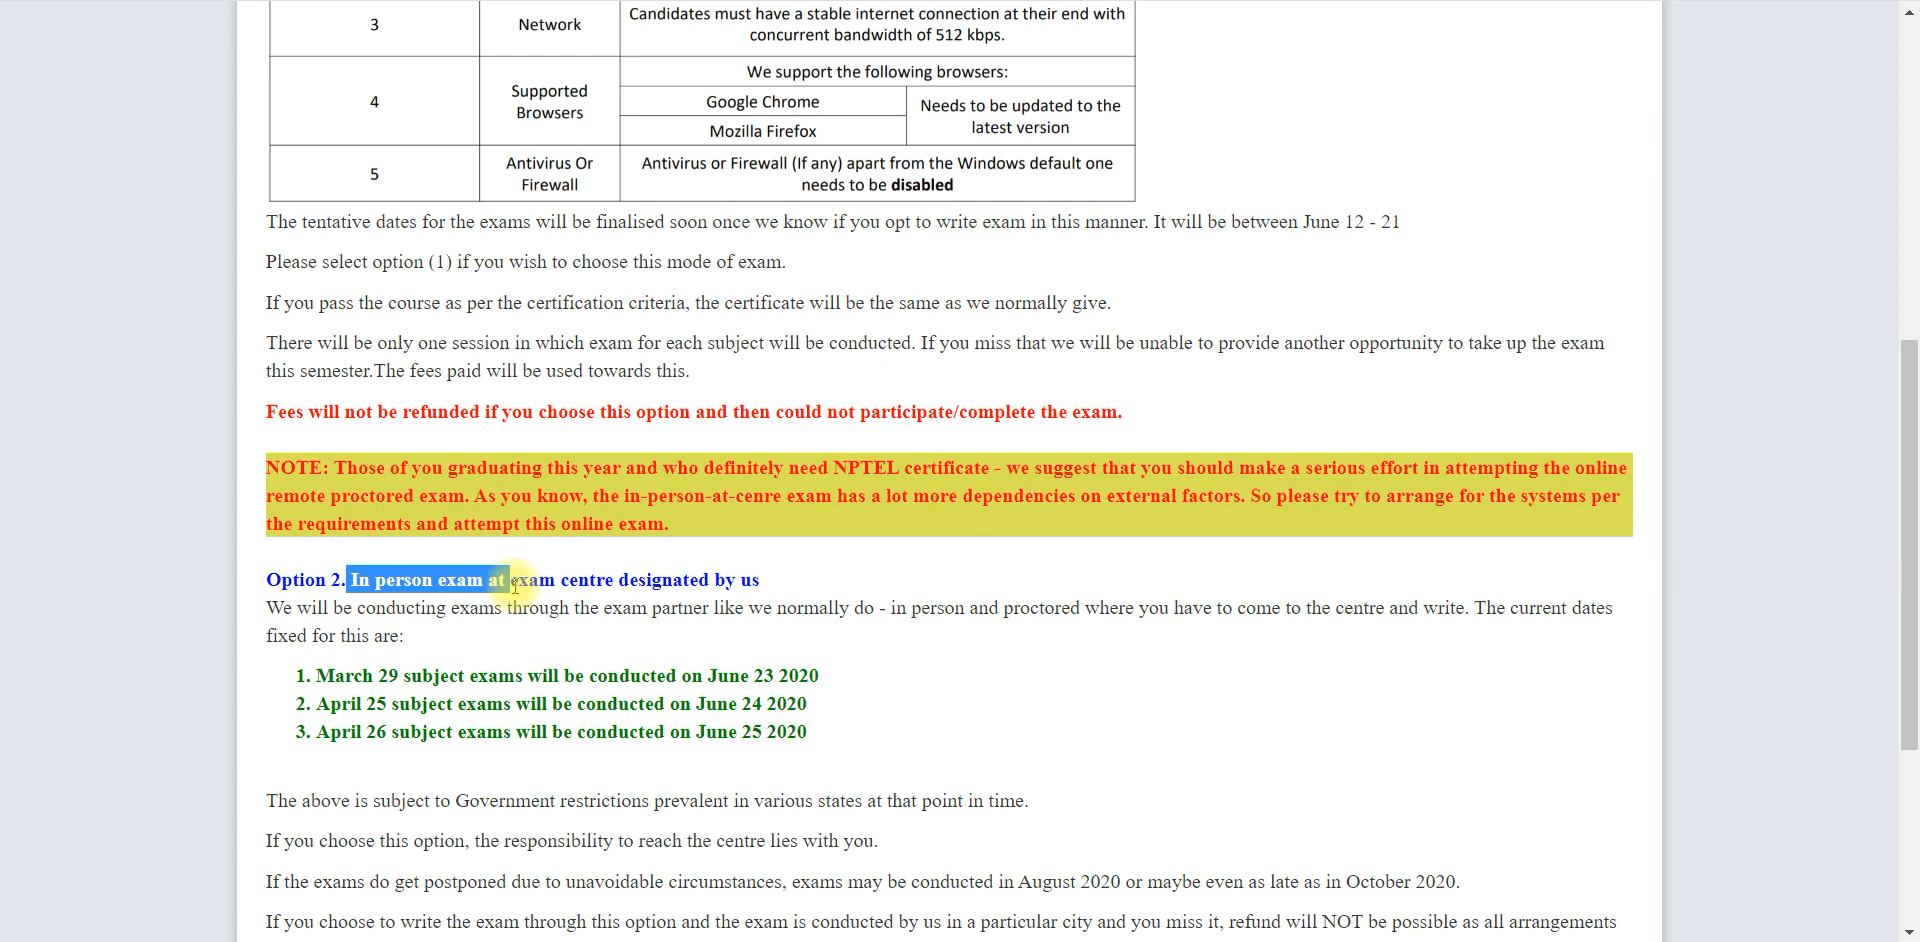 3
Network
Candidates must have a stable internet connection at their end with
concurrent bandwidth of 512 kbps.
4
Supported
Browsers
We support the following browsers:
Google Chrome
Mozilla Firefox
Needs to be updated to the
latest version
5
Antivirus Or
Firewall
Antivirus or Firewall (If any) apart from the Windows default one
needs to be disabled
The tentative dates for the exams will be finalised soon once we know if you opt to write exam in this manner. It will be between June 12 - 21
Please select option (1) if you wish to choose this mode of exam.
If you pass the course as per the certification criteria, the certificate will be the same as we normally give.
There will be only one session in which exam for each subject will be conducted. If you miss that we will be unable to provide another opportunity to take up the exam
this semester.The fees paid will be used towards this.
Fees will not be refunded if you choose this option and then could not participate/complete the exam.
NOTE: Those of you graduating this year and who definitely need NPTEL certificate - we suggest that you should make a serious effort in attempting the online
remote proctored exam. As you know, the in-person-at-cenre exam has a lot more dependencies on external factors. So please try to arrange for the systems per
the requirements and attempt this online exam.
Option 2. In person exam at exam centre designated by us
We will be conducting exams through the exam partner like we normally do - in person and proctored where you have to come to the centre and write. The current dates
fixed for this are:
1. March 29 subject exams will be conducted on June 23 2020
2. April 25 subject exams will be conducted on June 24 2020
3. April 26 subject exams will be conducted on June 25 2020
The above is subject to Government restrictions prevalent in various states at that point in time.
If you choose this option, the responsibility to reach the centre lies with you.
If the exams do get postponed due to unavoidable circumstances, exams may be conducted in August 2020 or maybe even as late as in October 2020.
If you choose to write the exam through this option and the exam is conducted by us in a particular city and you miss it, refund will NOT be possible as all arrangements